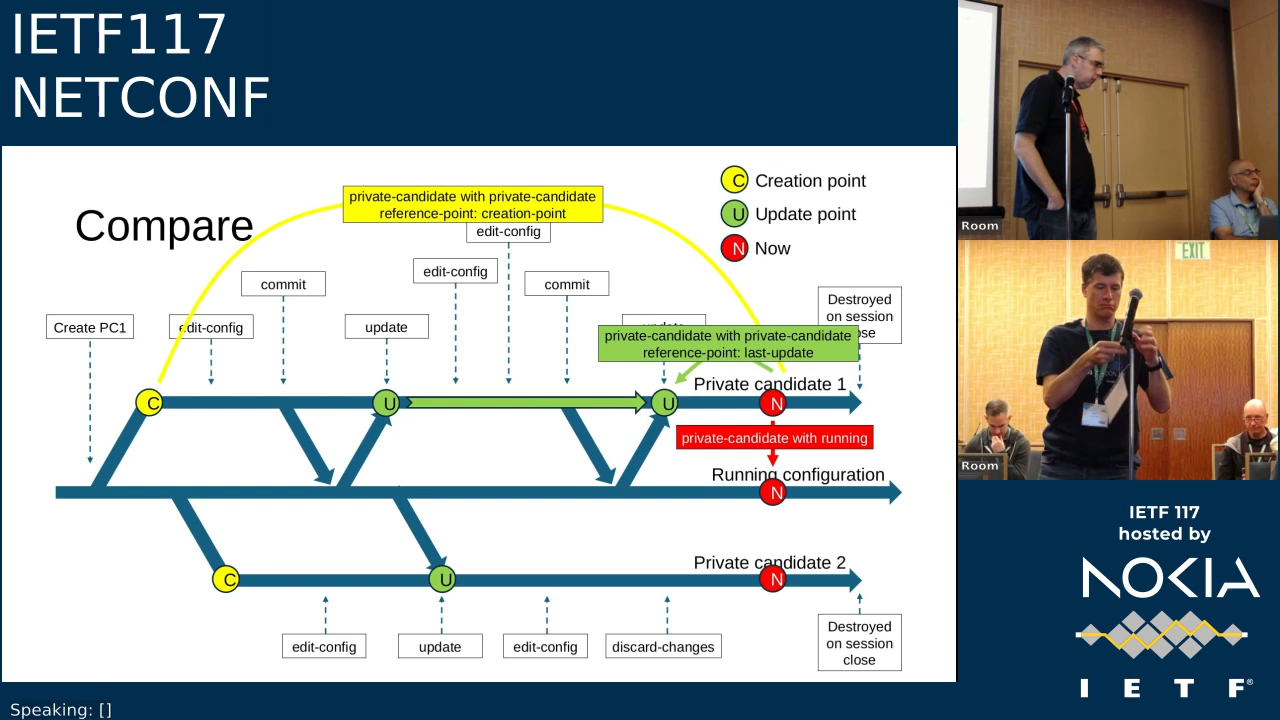 IETF117
NETCONF
Compare
private-candidate with private-candidate
reference-point: creation-point
C Creation point
U Update point
N Now
edit-config
edit-config
commit
commit
Create PC1
edit-config
update
update
Destroyed
on session
close
private-candidate with private-candidate
reference-point: last-update
Private candidate 1
C
U
U
N
private-candidate with running
Running configuration
N
Private candidate 2
C
U
N
edit-config
update
edit-config
discard-changes
Destroyed
on session
close
Room
EXIT
Room
IETF 117
hosted by
NOKIA
I E T F®
Speaking: []